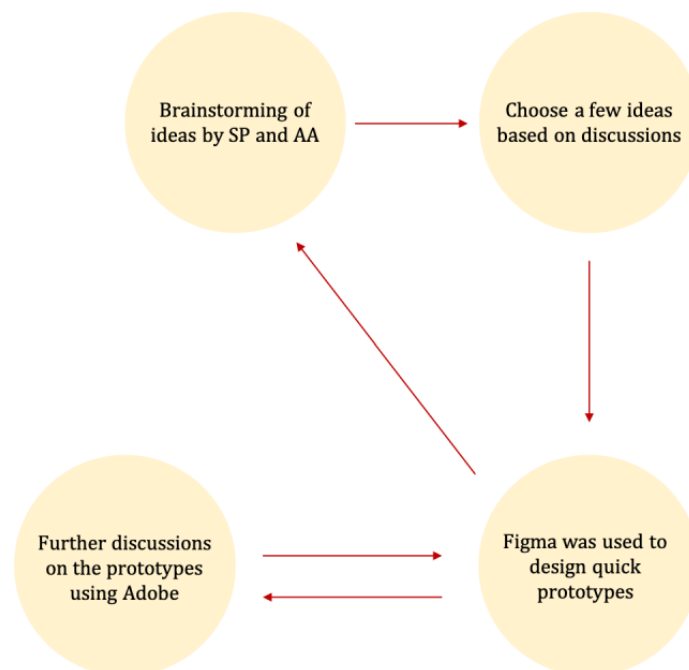 Brainstorming of
ideas by SP and AA
Choose a few ideas
based on discussions
Further discussions
on the prototypes
using Adobe
Figma was used to
design quick
prototypes